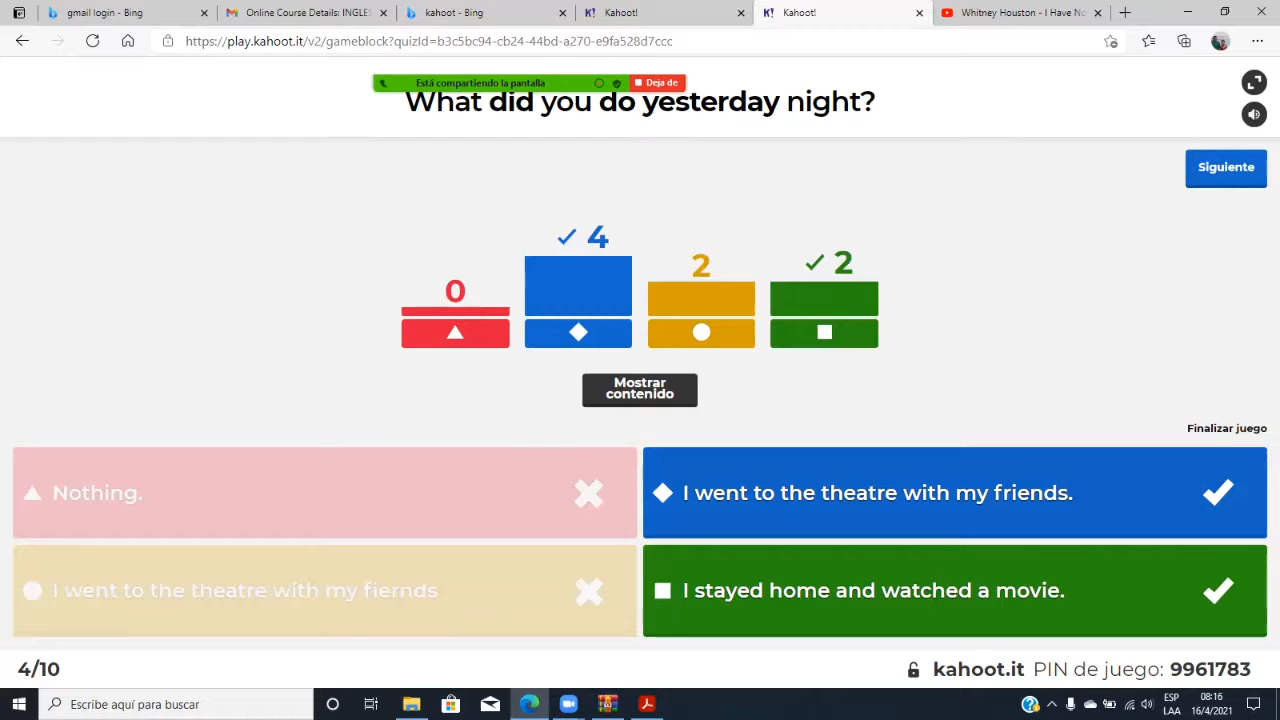 gmail login - Bing
Online Course Details: INGLES
kahoot - Bing
Kahoot!
Kahoot!
Whitney Houston - I Have No
https://play.kahoot.it/v2/gameblock?quizId=b3c5bc94-cb24-44bd-a270-e9fa528d7ccc
Está compartiendo la pantalla
Deja de
What did you do yesterday night?
Siguiente
0
4
2
2
Mostrar
contenido
Finalizar juego
Nothing.
I went to the theatre with my friends.
I went to the theatre with my fiernds
I stayed home and watched a movie.
4/10
kahoot.it PIN de juego: 9961783
Escribe aquí para buscar
ESP
LAA
08:16
16/4/2021